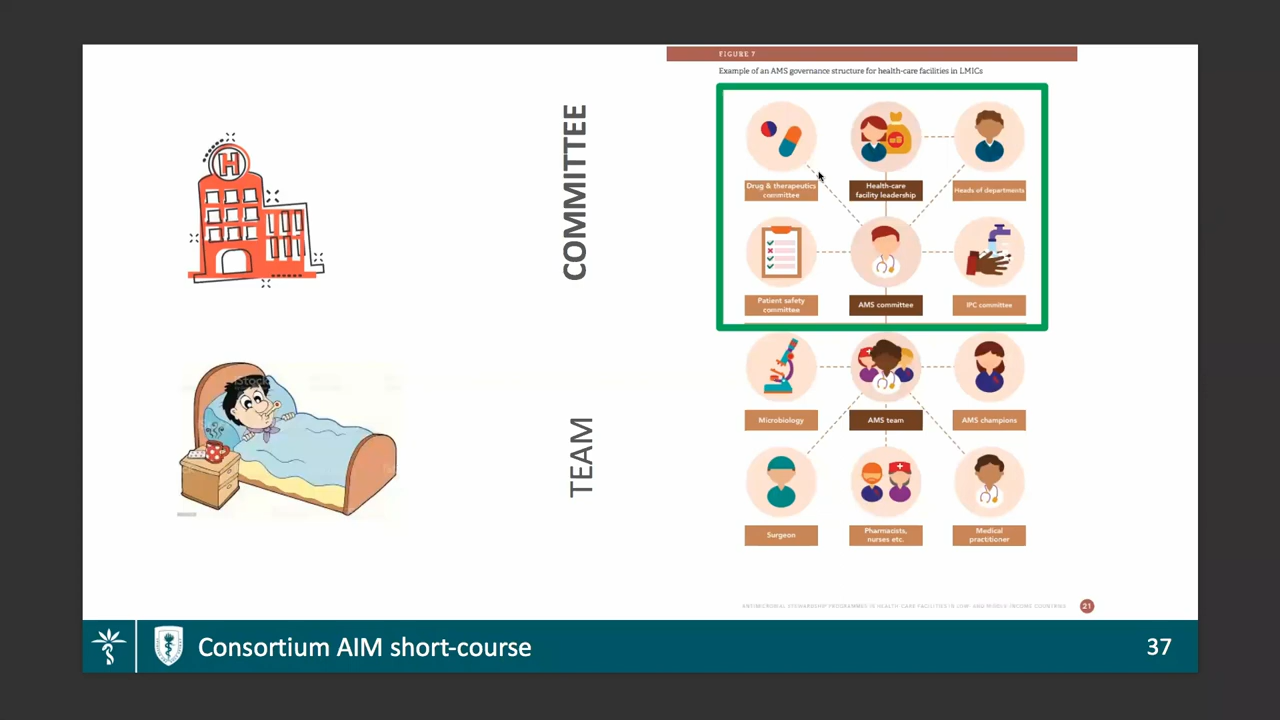 FIGURE 7
Example of an AMS governance structure for health-care facilities in LMICs
COMMITTEE
H
Drug & therapeutics
committee
Health-care
facility leadership
Heads of departments
Patient safety
committee
AMS committee
IPC committee
iStock
TEAM
Microbiology
AMS team
AMS champions
Surgeon
Pharmacists,
nurses etc.
Medical
practitioner
ANTIMICROBIAL STEWARDSHIP PROGRAMMES IN HEALTH-CARE FACILITIES IN LOW- AND MIDDLE-INCOME COUNTRIES
21
Consortium AIM short-course
37